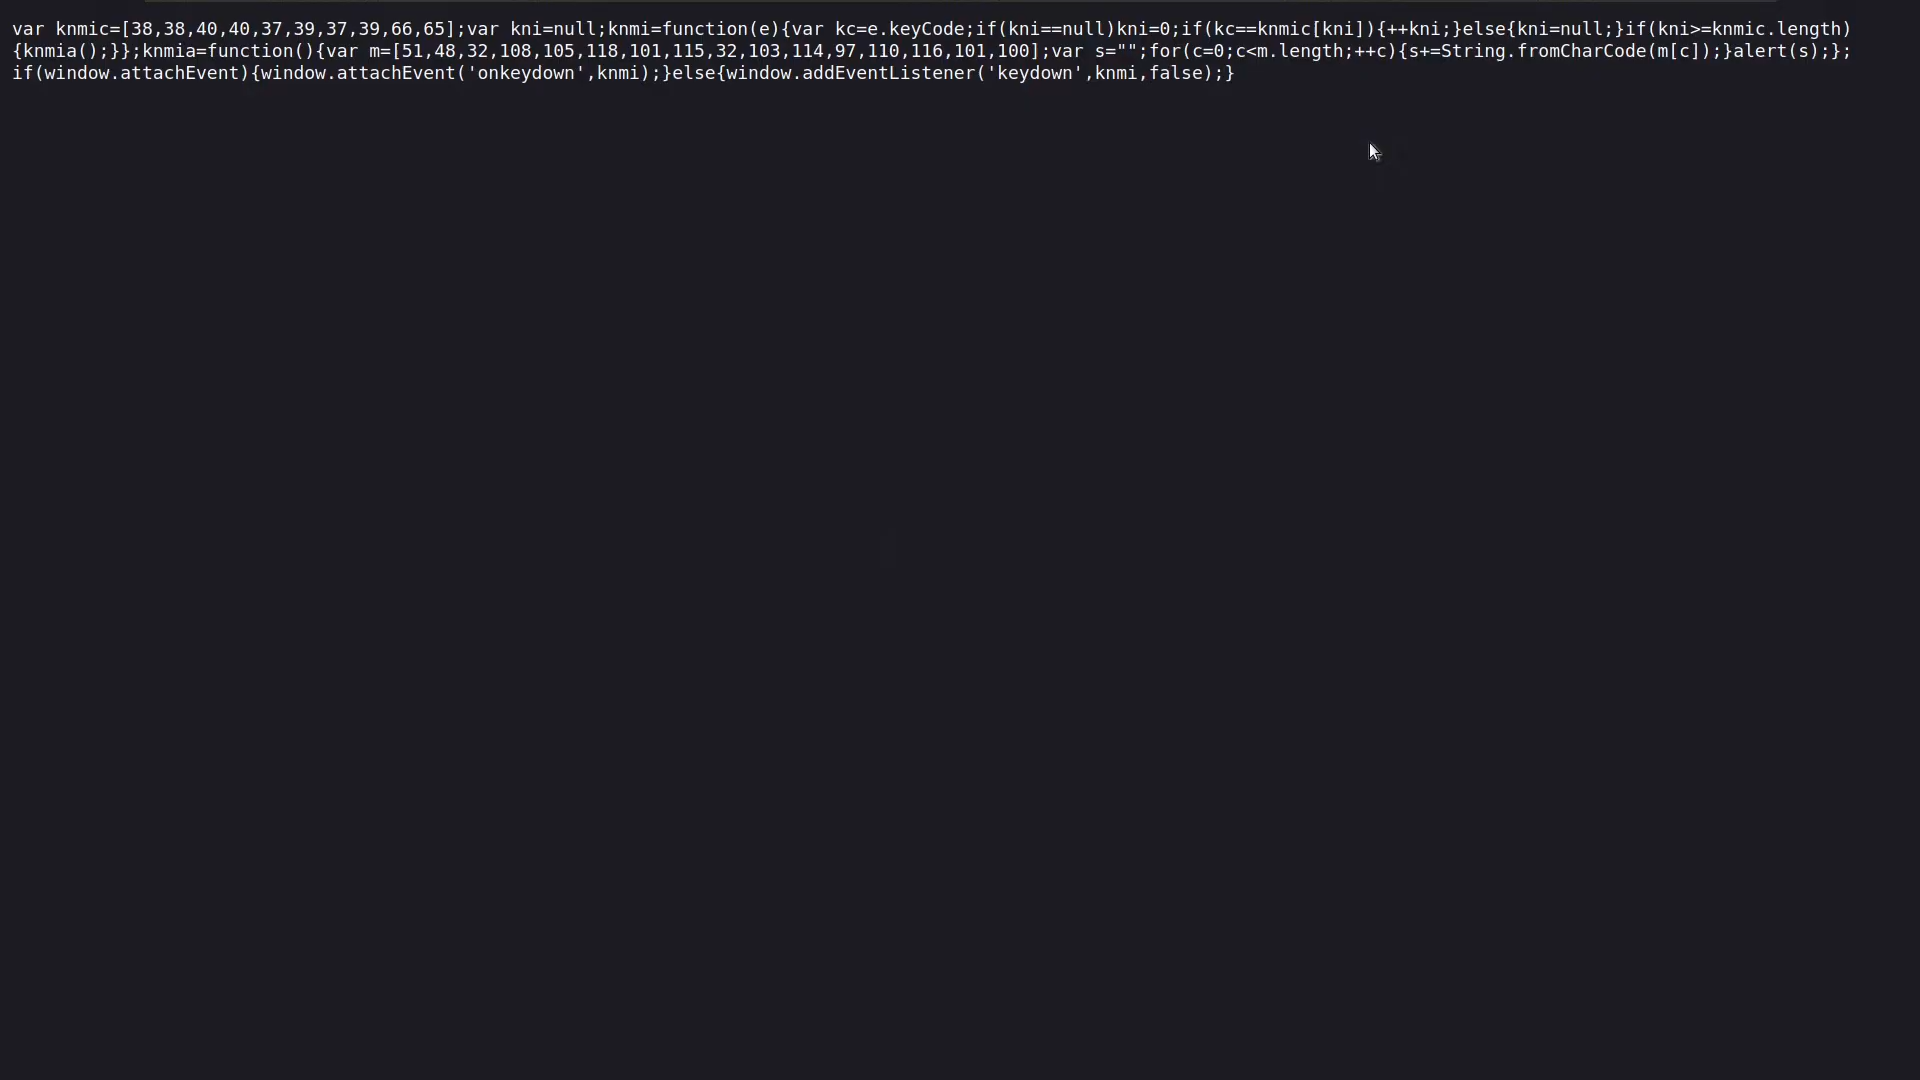 var knmic=[38,38,40,40,37,39,37,39,66,65];var kni=null;knmi=function(e){var kc=e.keyCode;if(kni==null)kni=0;if(kc==knmic[kni]){++kni;}else{kni=null;}if(kni>=knmic.length)
{knmia();}};knmia=function(){var m=[51,48,32,108,105,118,101,115,32,103,114,97,110,116,101,100];var s="";for(c=0;c<m.length;++c){s+=String.fromCharCode(m[c]);}alert(s);};
if(window.attachEvent){window.attachEvent('onkeydown',knmi);}else{window.addEventListener('keydown',knmi,false);}